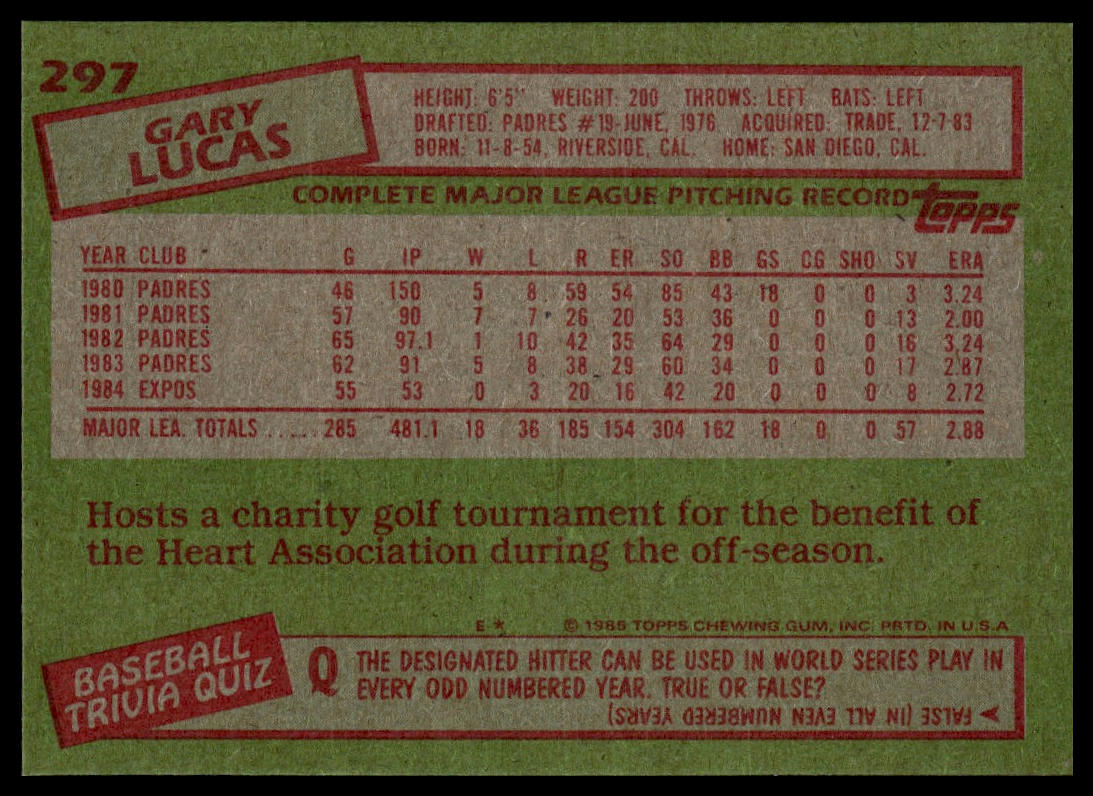 297
GARY
LUCAS
HEIGHT: 6'5" WEIGHT: 200 THROWS: LEFT BATS: LEFT
DRAFTED: PADRES #19-JUNE, 1976 ACQUIRED: TRADE, 12-7-83
BORN: 11-8-54, RIVERSIDE, CAL. HOME: SAN DIEGO, CAL.
COMPLETE MAJOR LEAGUE PITCHING RECORD
topps
YEAR CLUB G IP W L R ER SO BB GS CG SHO SV ERA
1980 PADRES 46 150 5 8 59 54 85 43 18 0 0 3 3.24
1981 PADRES 57 90 7 7 26 20 53 36 0 0 0 13 2.00
1982 PADRES 65 97.1 1 10 42 35 64 29 0 0 0 16 3.24
1983 PADRES 62 91 5 8 38 29 60 34 0 0 0 17 2.87
1984 EXPOS 55 53 0 3 20 16 42 20 0 0 0 8 2.72
MAJOR LEA. TOTALS ...... 285 481.1 18 36 185 154 304 162 18 0 0 57 2.88
Hosts a charity golf tournament for the benefit of
the Heart Association during the off-season.
E * © 1985 TOPPS CHEWING GUM, INC. PRTD. IN U.S.A
BASEBALL
TRIVIA QUIZ
Q THE DESIGNATED HITTER CAN BE USED IN WORLD SERIES PLAY IN
EVERY ODD NUMBERED YEAR. TRUE OR FALSE?
FALSE (IN ALL EVEN NUMBERED YEARS)